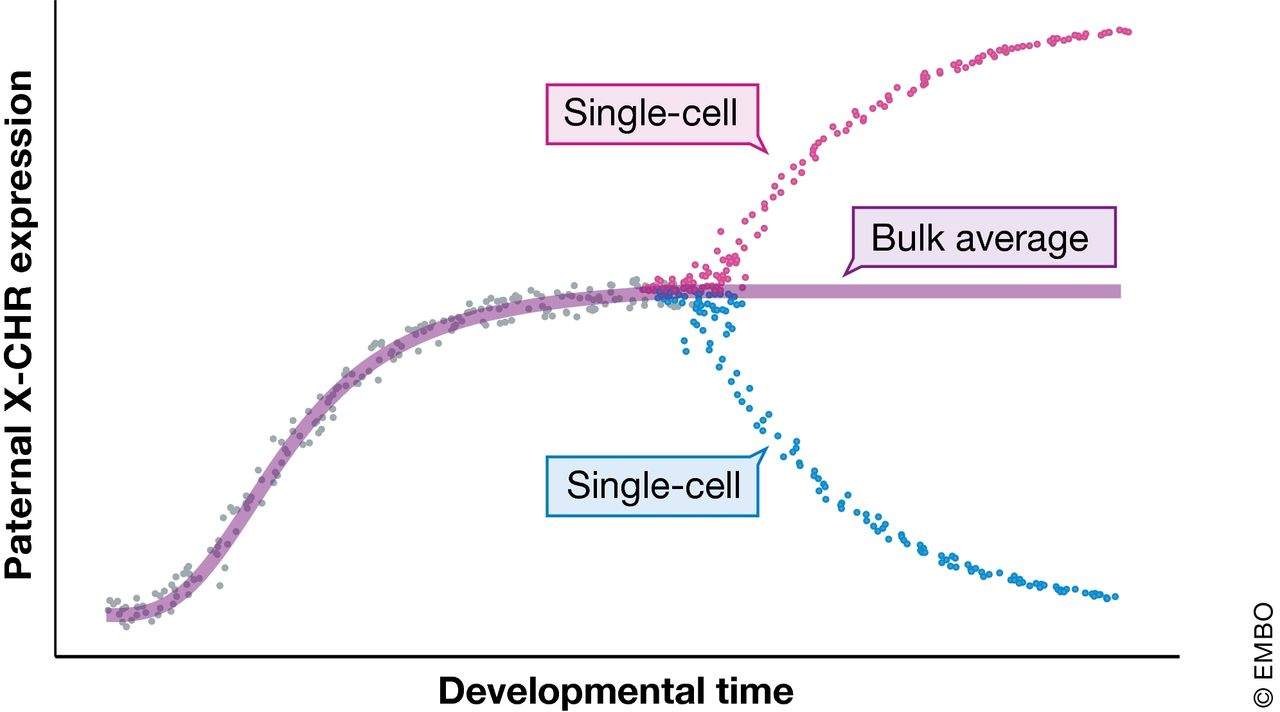 Paternal X-CHR expression
Single-cell
Bulk average
Single-cell
Developmental time
© EMBO